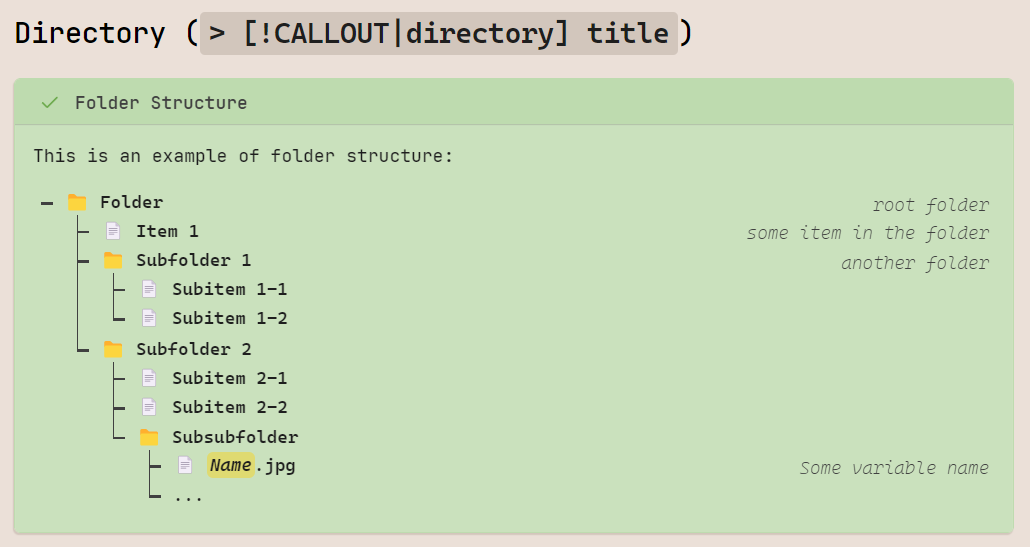 Directory (> [!CALLOUT|directory] title)
Folder Structure
This is an example of folder structure:
Folder root folder
Item 1 some item in the folder
Subfolder 1 another folder
Subitem 1-1
Subitem 1-2
Subfolder 2
Subitem 2-1
Subitem 2-2
Subsubfolder
Name.jpg Some variable name
...